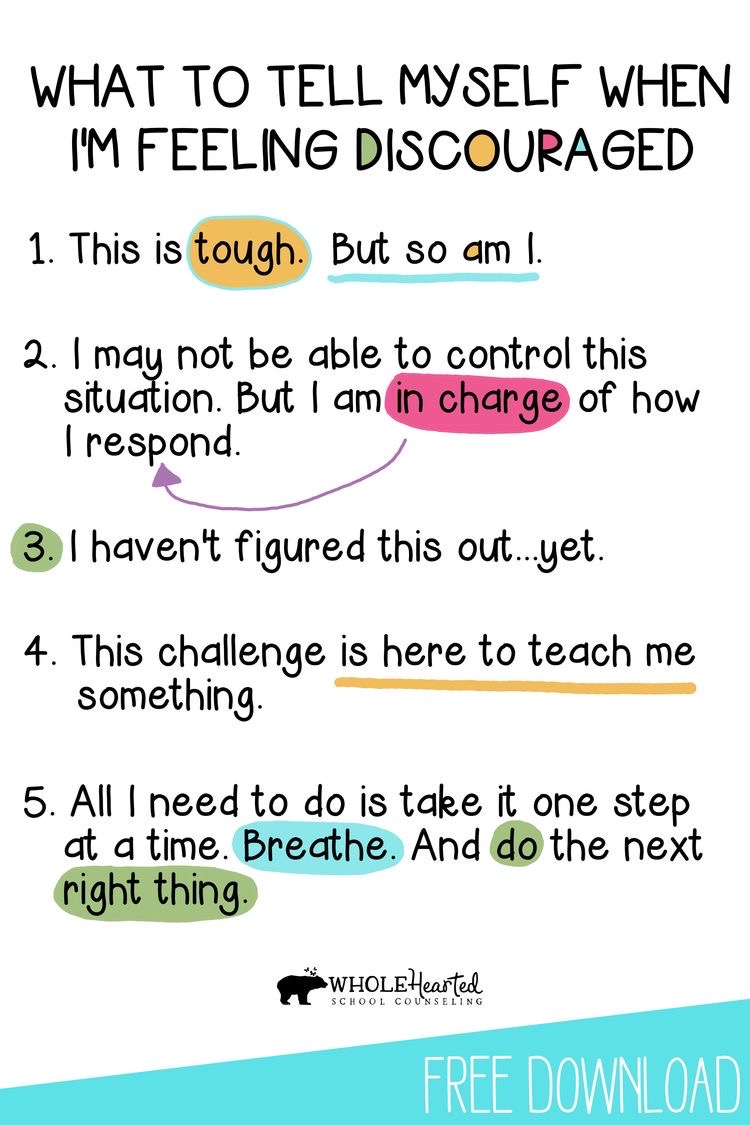 WHAT TO TELL MYSELF WHEN
I'M FEELING DISCOURAGED
1. This is tough. But so am I.
2. I may not be able to control this
situation. But I am in charge of how
I respond.
3. I haven't figured this out...yet.
4. This challenge is here to teach me
something.
5. All I need to do is take it one step
at a time. Breathe. And do the next
right thing.
WHOLEHearted
SCHOOL COUNSELING
FREE DOWNLOAD